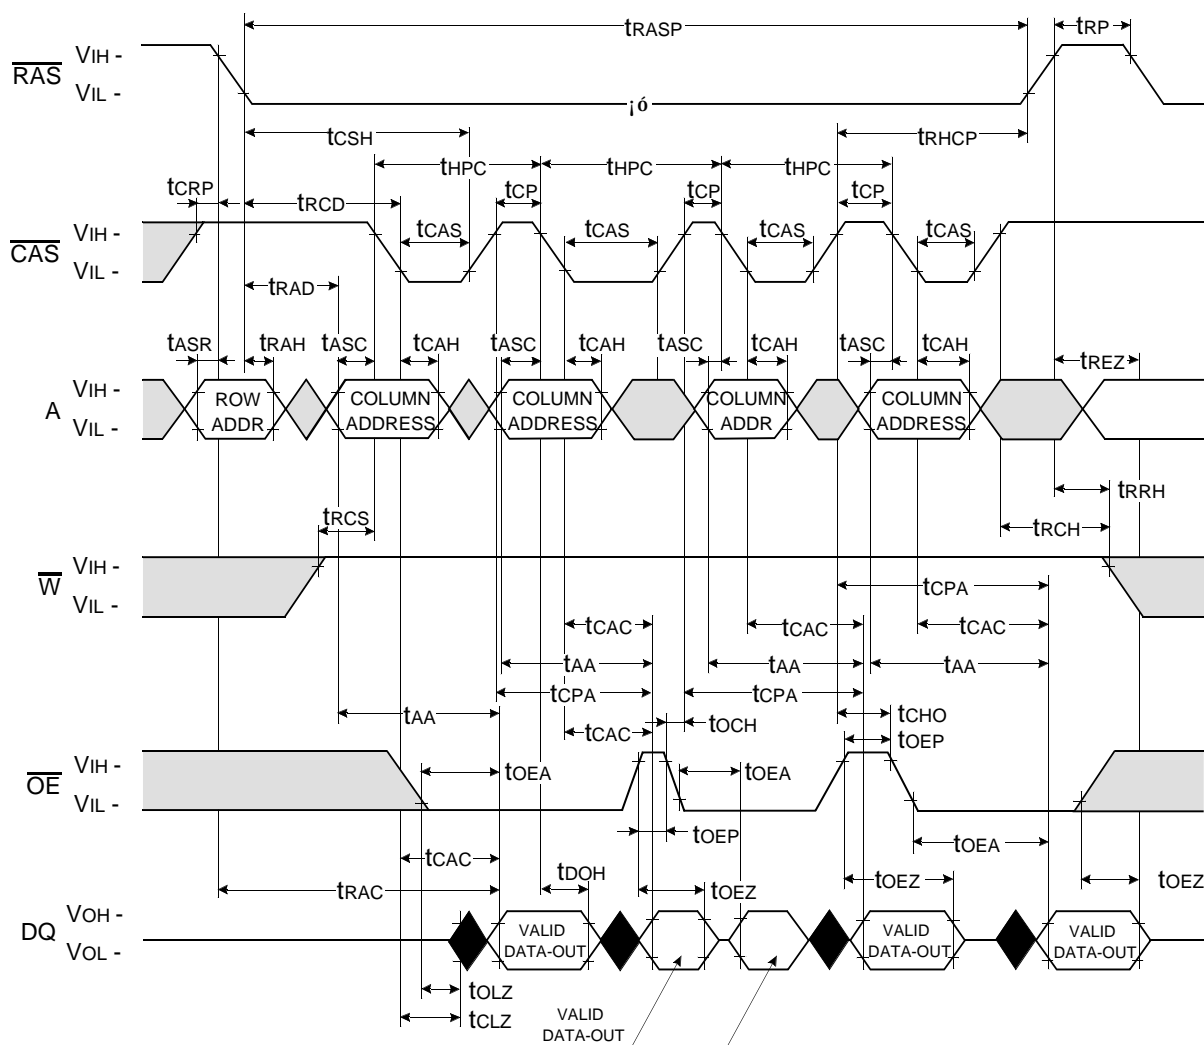 tRASP
tRP
VIH -
RAS
VIL -
¡ó
tCSH
tRHCP
tHPC
tHPC
tHPC
tCRP
tCP
tCP
tCP
tRCD
VIH -
tCAS
tCAS
tCAS
tCAS
CAS
VIL -
tRAD
tASR
tRAH
tASC
tCAH
tASC
tCAH
tASC
tCAH
tASC
tCAH
tREZ
VIH -
A
VIL -
ROW
ADDR
COLUMN
ADDRESS
COLUMN
ADDRESS
COLUMN
ADDR
COLUMN
ADDRESS
tRRH
tRCS
tRCH
VIH -
W
VIL -
tCPA
tCAC
tCAC
tCAC
tAA
tAA
tAA
tCPA
tCPA
tAA
tOCH
tCHO
tCAC
tOEP
VIH -
OE
VIL -
tOEA
tOEA
tOEP
tOEA
tCAC
tDOH
tRAC
tOEZ
tOEZ
tOEZ
VOH -
DQ
VOL -
VALID
DATA-OUT
VALID
DATA-OUT
VALID
DATA-OUT
tOLZ
tCLZ
VALID
DATA-OUT